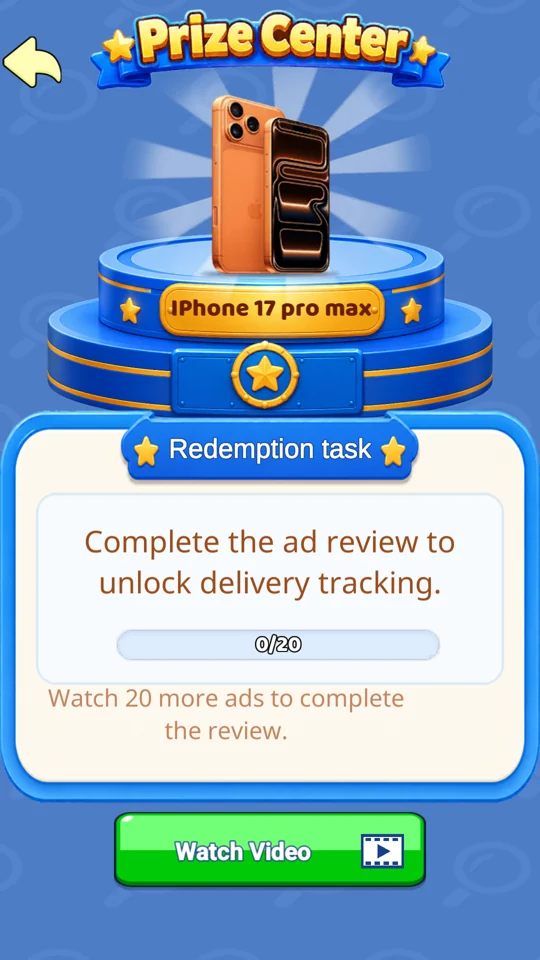 Prize Center
IPhone 17 pro max
Redemption task
Complete the ad review to
unlock delivery tracking.
0/20
Watch 20 more ads to complete
the review.
Watch Video